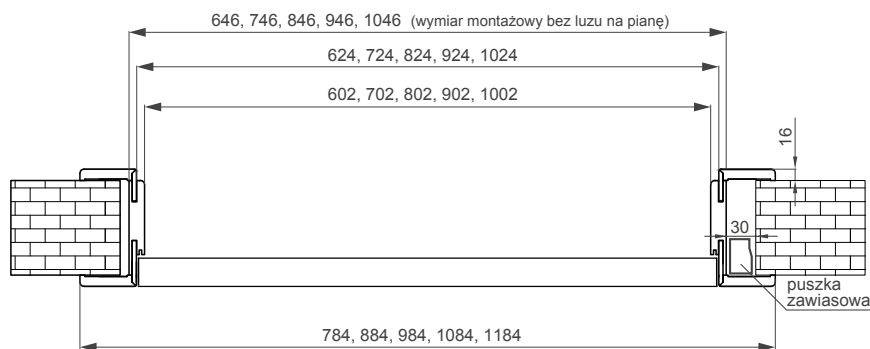 646, 746, 846, 946, 1046 (wymiar montażowy bez luzu na pianę)
624, 724, 824, 924, 1024
602, 702, 802, 902, 1002
16
30
puszka
zawiasowa
784, 884, 984, 1084, 1184